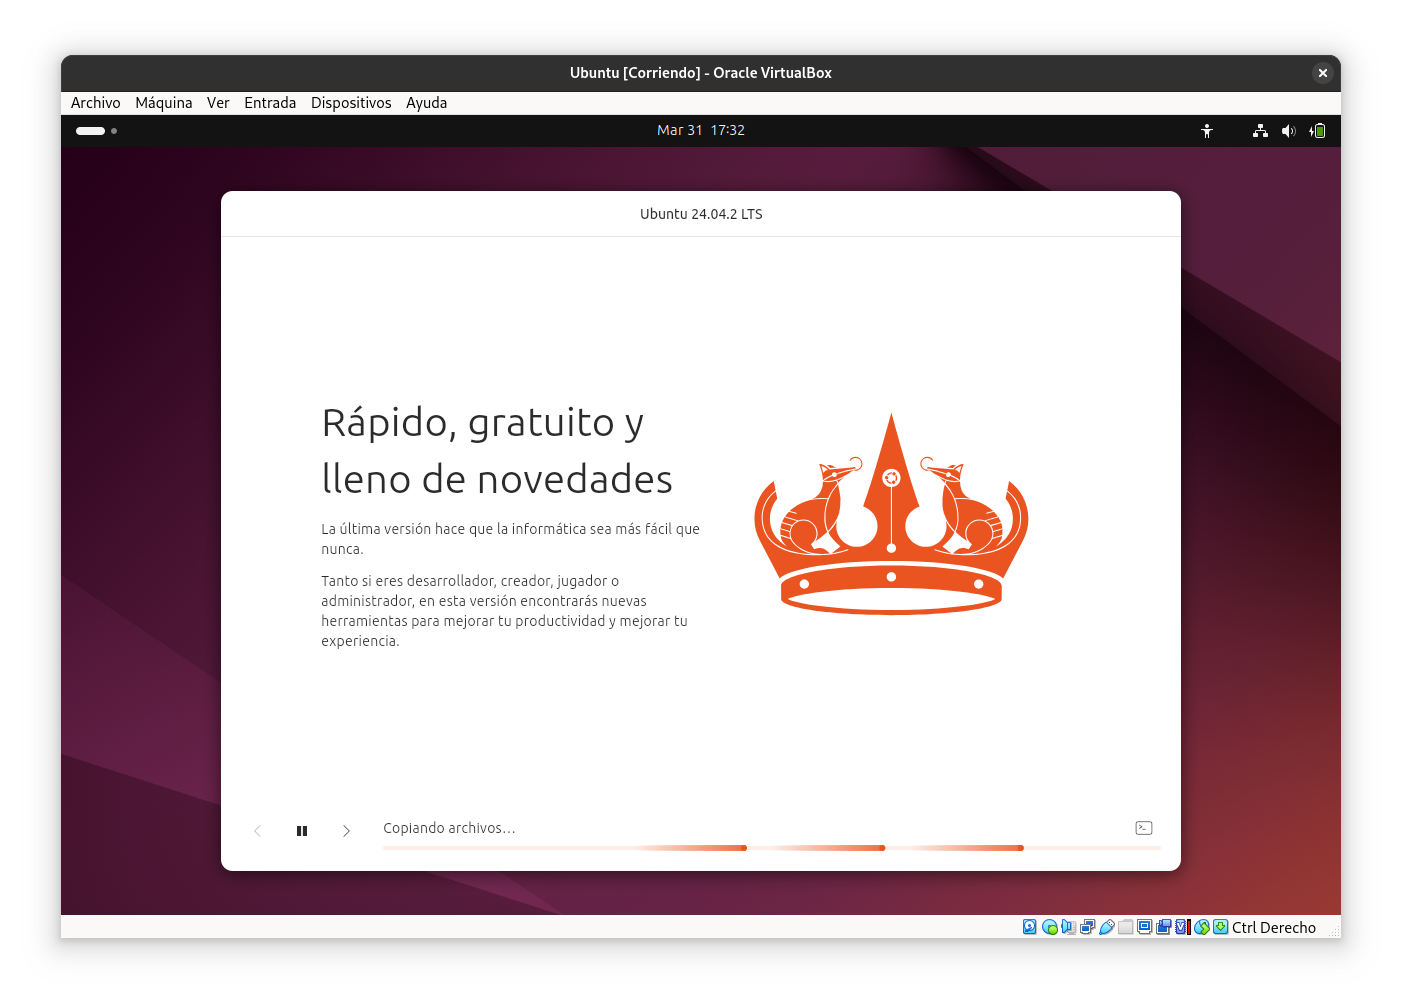 Ubuntu [Corriendo] - Oracle VirtualBox
Archivo Máquina Ver Entrada Dispositivos Ayuda
Mar 31 17:32
Ubuntu 24.04.2 LTS
Rápido, gratuito y
lleno de novedades
La última versión hace que la informática sea más fácil que
nunca.
Tanto si eres desarrollador, creador, jugador o
administrador, en esta versión encontrarás nuevas
herramientas para mejorar tu productividad y mejorar tu
experiencia.
Copiando archivos...
Ctrl Derecho